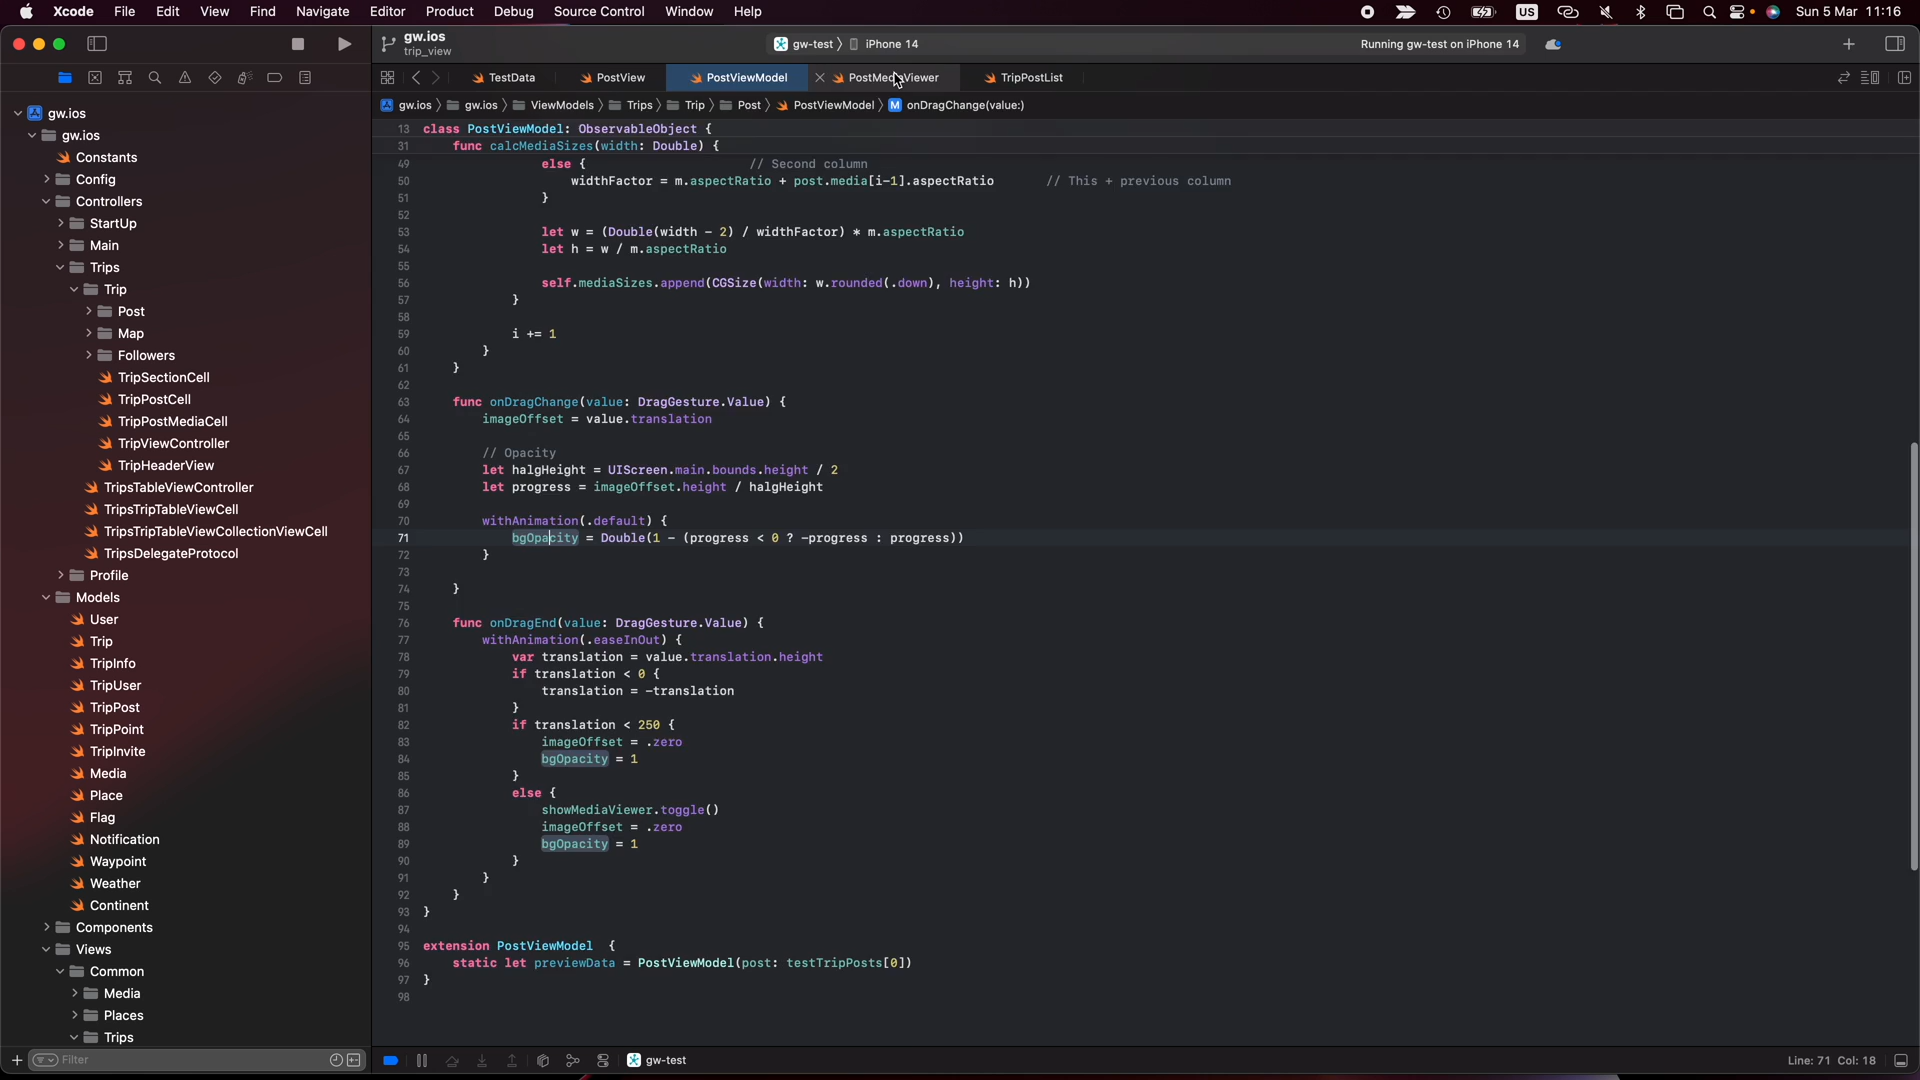 Xcode File Edit View Find Navigate Editor Product Debug Source Control Window Help US Sun 5 Mar 11:16
gw.ios
trip_view
gw-test iPhone 14 Running gw-test on iPhone 14
TestData PostView PostViewModel PostMediaViewer TripPostList
gw.ios gw.ios ViewModels Trips Trip Post PostViewModel M onDragChange(value:)
gw.ios
gw.ios
Constants
Config
Controllers
StartUp
Main
Trips
Trip
Post
Map
Followers
TripSectionCell
TripPostCell
TripPostMediaCell
TripViewController
TripHeaderView
TripsTableViewController
TripsTripTableViewCell
TripsTripTableViewCollectionViewCell
TripsDelegateProtocol
Profile
Models
User
Trip
TripInfo
TripUser
TripPost
TripPoint
TripInvite
Media
Place
Flag
Notification
Waypoint
Weather
Continent
Components
Views
Common
Media
Places
Trips
Filter
13 class PostViewModel: ObservableObject {
31 func calcMediaSizes(width: Double) {
49 else { // Second column
50 widthFactor = m.aspectRatio + post.media[i-1].aspectRatio // This + previous column
51 }
52
53 let w = (Double(width - 2) / widthFactor) * m.aspectRatio
54 let h = w / m.aspectRatio
55
56 self.mediaSizes.append(CGSize(width: w.rounded(.down), height: h))
57 }
58
59 i += 1
60 }
61 }
62
63 func onDragChange(value: DragGesture.Value) {
64 imageOffset = value.translation
65
66 // Opacity
67 let halgHeight = UIScreen.main.bounds.height / 2
68 let progress = imageOffset.height / halgHeight
69
70 withAnimation(.default) {
71 bgOpacity = Double(1 - (progress < 0 ? -progress : progress))
72 }
73
74 }
75
76 func onDragEnd(value: DragGesture.Value) {
77 withAnimation(.easeInOut) {
78 var translation = value.translation.height
79 if translation < 0 {
80 translation = -translation
81 }
82 if translation < 250 {
83 imageOffset = .zero
84 bgOpacity = 1
85 }
86 else {
87 showMediaViewer.toggle()
88 imageOffset = .zero
89 bgOpacity = 1
90 }
91 }
92 }
93 }
94
95 extension PostViewModel {
96 static let previewData = PostViewModel(post: testTripPosts[0])
97 }
98
gw-test Line: 71 Col: 18